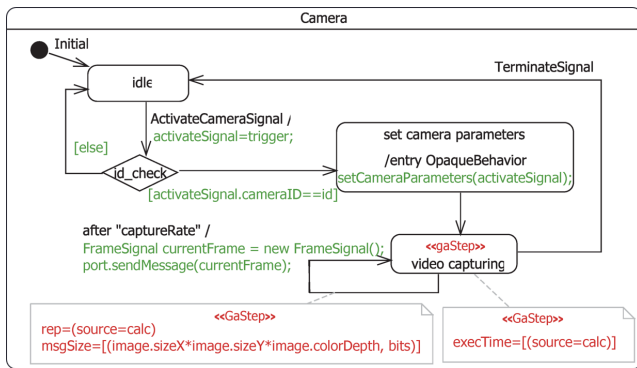 Camera
Initial
TerminateSignal
idle
ActivateCameraSignal /
activateSignal=trigger;
[else]
id_check
[activateSignal.cameraID==id]
set camera parameters
/entry OpaqueBehavior
setCameraParameters(activateSignal);
after "captureRate" /
FrameSignal currentFrame = new FrameSignal();
port.sendMessage(currentFrame);
«gaStep»
video capturing
«GaStep»
rep=(source=calc)
msgSize=[(image.sizeX*image.sizeY*image.colorDepth, bits)]
«GaStep»
execTime=[(source=calc)]